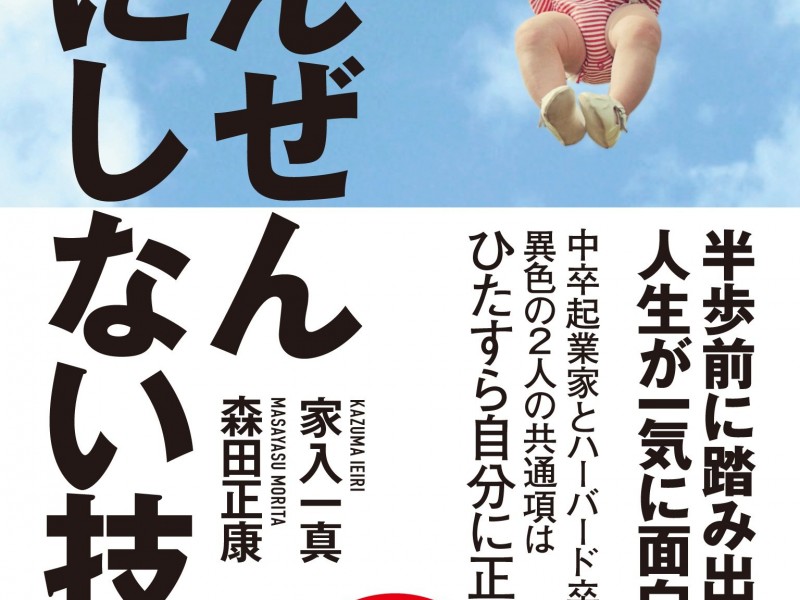 半歩前に踏み出
人生が一気に面白
中卒起業家とハーバード卒
異色の2人の共通項は
ひたすら自分に正
んぜん
にしない技
家入一真
KAZUMA IEIRI
森田正康
MASAYASU MORITA